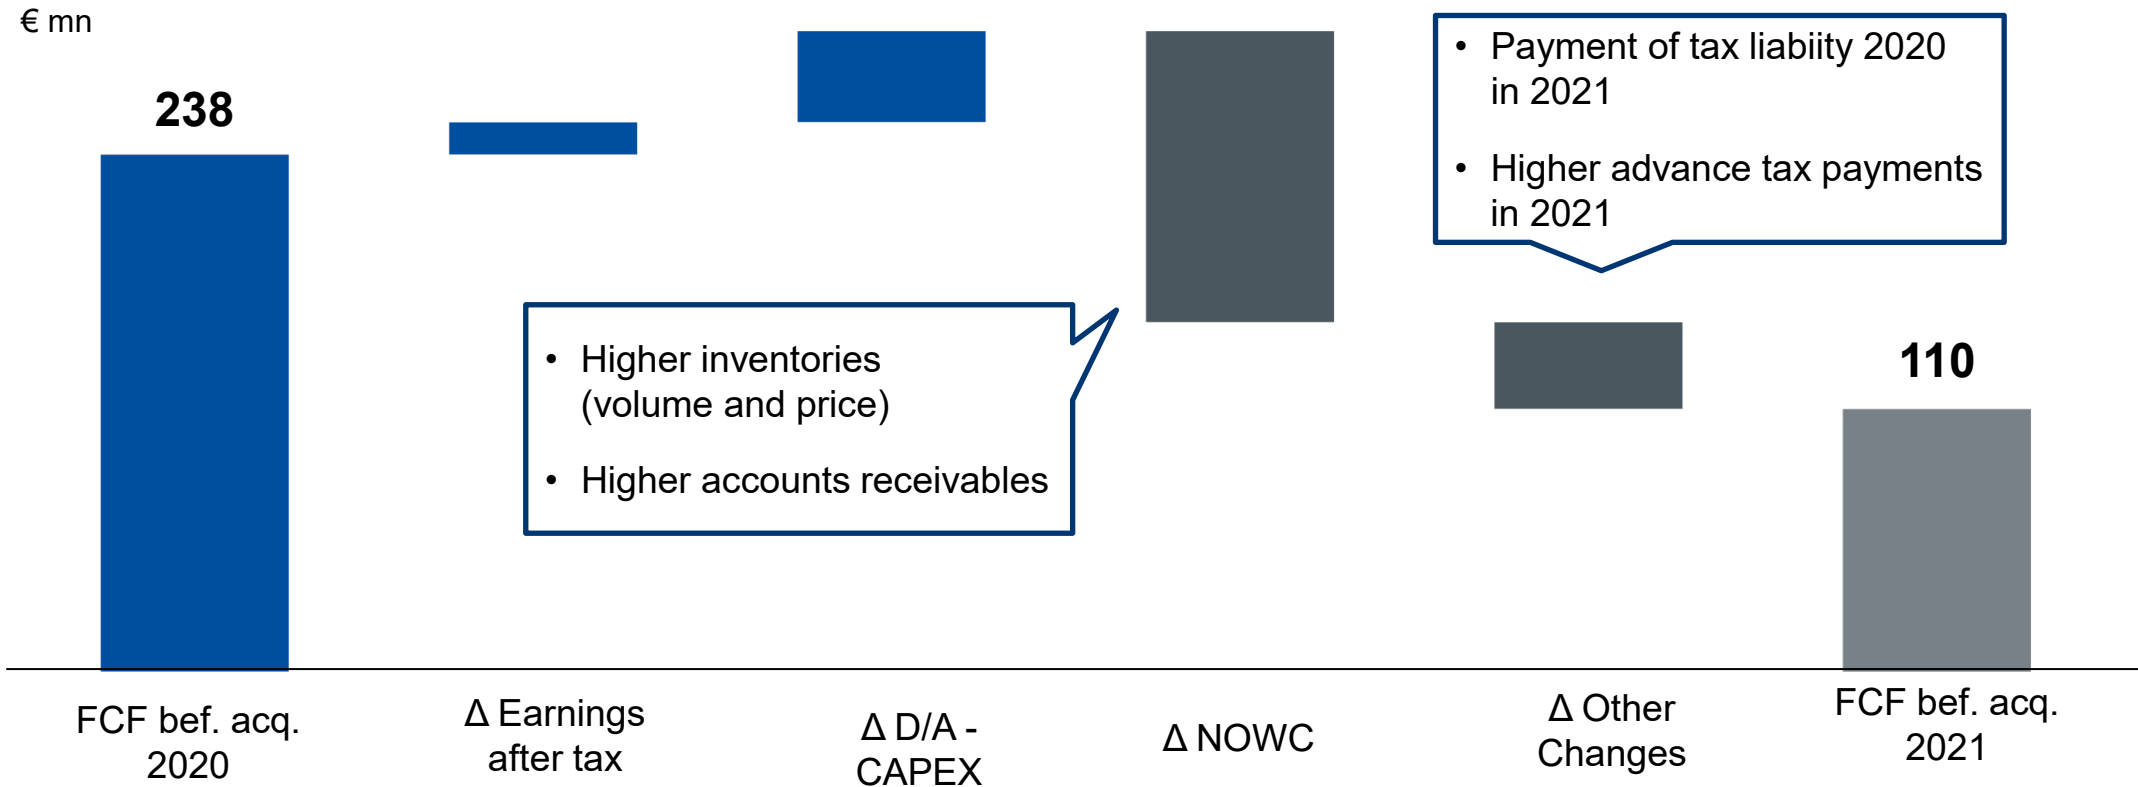 € mn
238
• Payment of tax liabiity 2020
in 2021
• Higher advance tax payments
in 2021
• Higher inventories
(volume and price)
• Higher accounts receivables
110
FCF bef. acq.
2020
Δ Earnings
after tax
Δ D/A -
CAPEX
Δ NOWC
Δ Other
Changes
FCF bef. acq.
2021